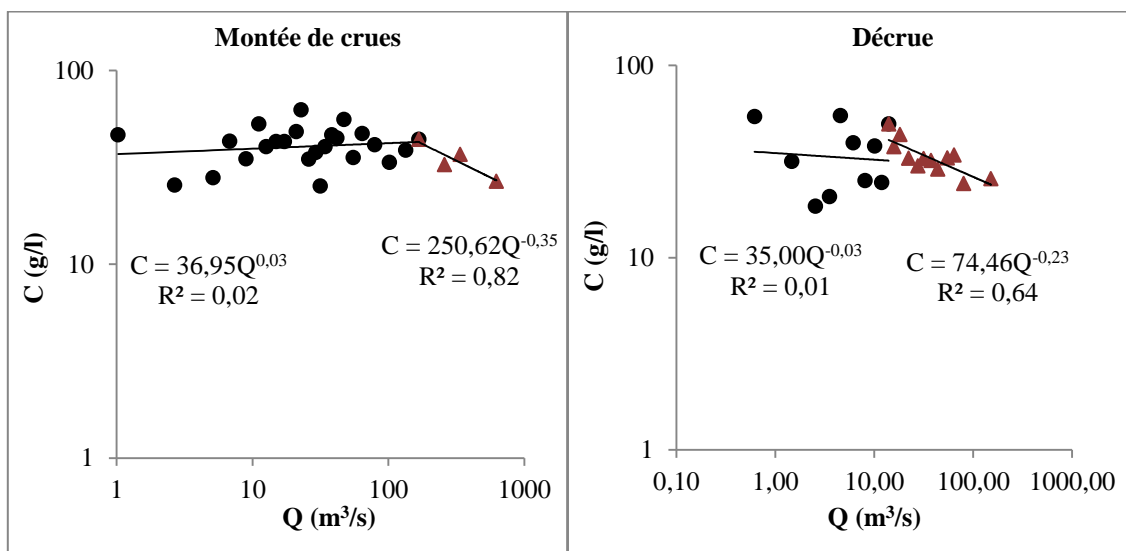 Montée de crues
100
10
1
C (g/l)
C = 36,95Q^0,03
R² = 0,02
C = 250,62Q^-0,35
R² = 0,82
1 10 100 1000
Q (m³/s)
Décrue
100
10
1
C (g/l)
C = 35,00Q^-0,03
R² = 0,01
C = 74,46Q^-0,23
R² = 0,64
0,10 1,00 10,00 100,00 1000,00
Q (m³/s)